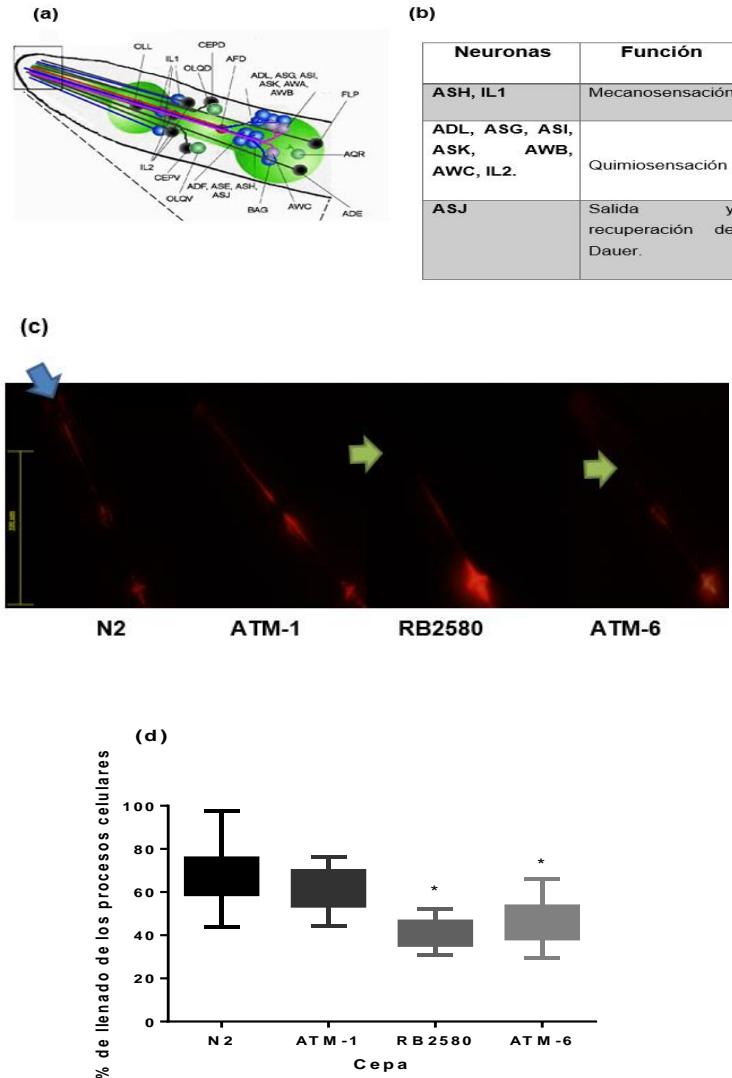 (a)
OLL
CEPD
IL1
OLQD
AFD
ADL, ASG, ASI,
ASK, AWA,
AWB
FLP
AQR
IL2
CEPV
OLQV
ADF, ASE, ASH,
ASJ
BAG
AWC
ADE
(b)
Neuronas Función
ASH, IL1 Mecanosensación
ADL, ASG, ASI,
ASK, AWB,
AWC, IL2.
Quimiosensación
ASJ
Salida y
recuperación de
Dauer.
(c)
N2 ATM-1 RB2580 ATM-6
(d)
% de llenado de los procesos celulares
100
80
60
40
20
0
* *
N2 ATM-1 RB2580 ATM-6
Cepa